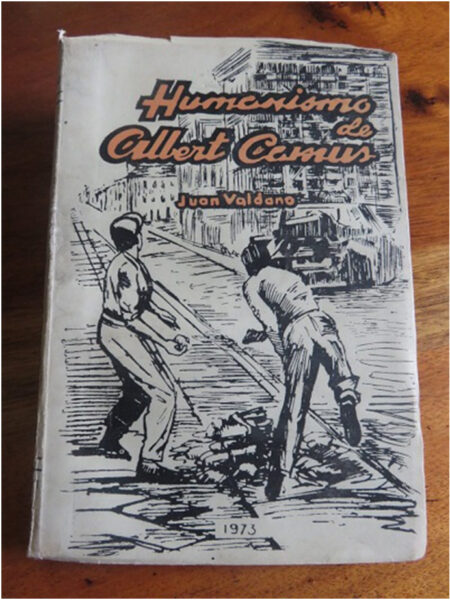 Humanismo
de
Albert Camus
Juan Valdano
1973